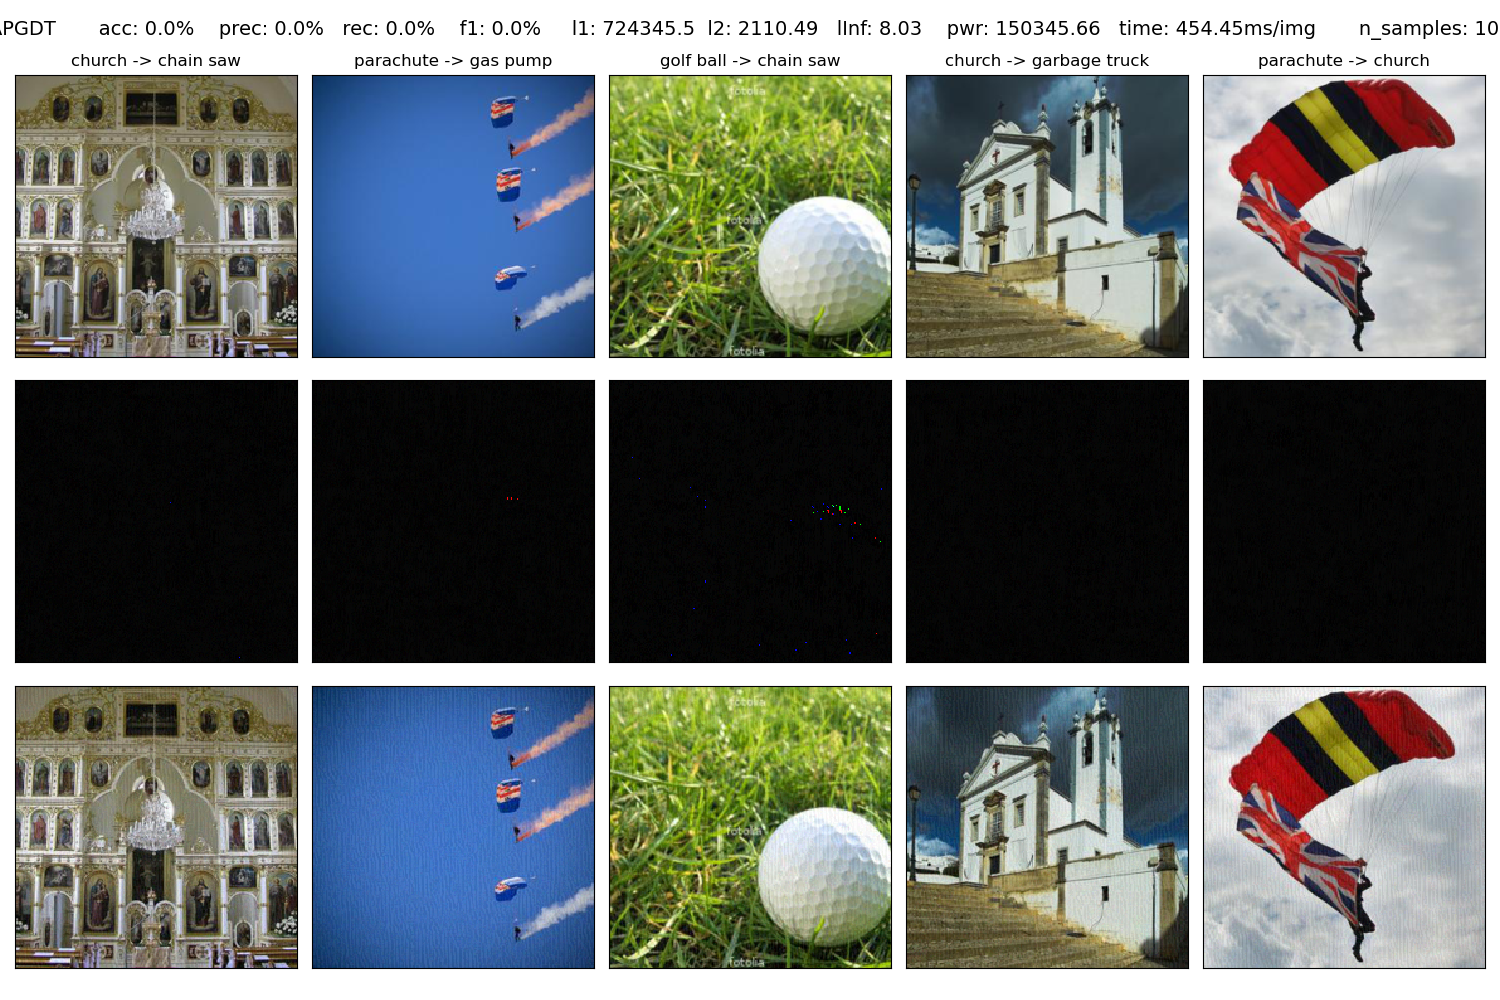 APGDT acc: 0.0% prec: 0.0% rec: 0.0% f1: 0.0% l1: 724345.5 l2: 2110.49 lInf: 8.03 pwr: 150345.66 time: 454.45ms/img n_samples: 10
church -> chain saw
parachute -> gas pump
golf ball -> chain saw
church -> garbage truck
parachute -> church
fotolia
fotolia
fotolia
fotolia
fotolia
fotolia